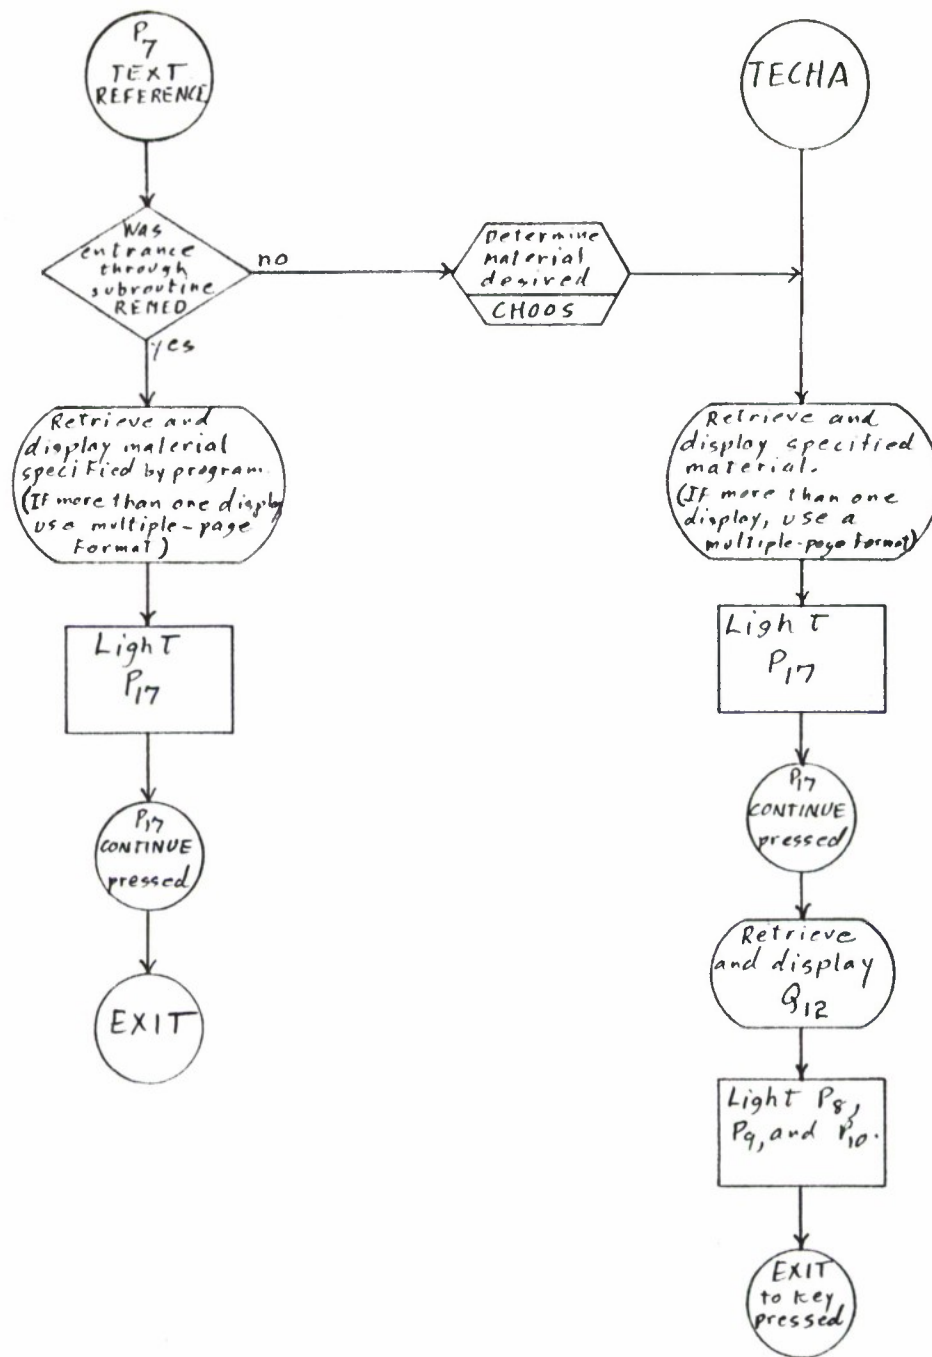 P7
TEXT
REFERENCE
Was
entrance
through
subroutine
REMED
no
yes
Determine
material
desired
CHOOS
Retrieve and
display material
specified by program.
(If more than one display
use multiple-page
format)
Light
P17
P17
CONTINUE
pressed
EXIT
TECHA
Retrieve and
display specified
material.
(If more than one
display, use a
multiple-page format)
Light
P17
P17
CONTINUE
pressed
Retrieve
and display
Q12
Light P8,
P9, and P10.
EXIT
to key
pressed